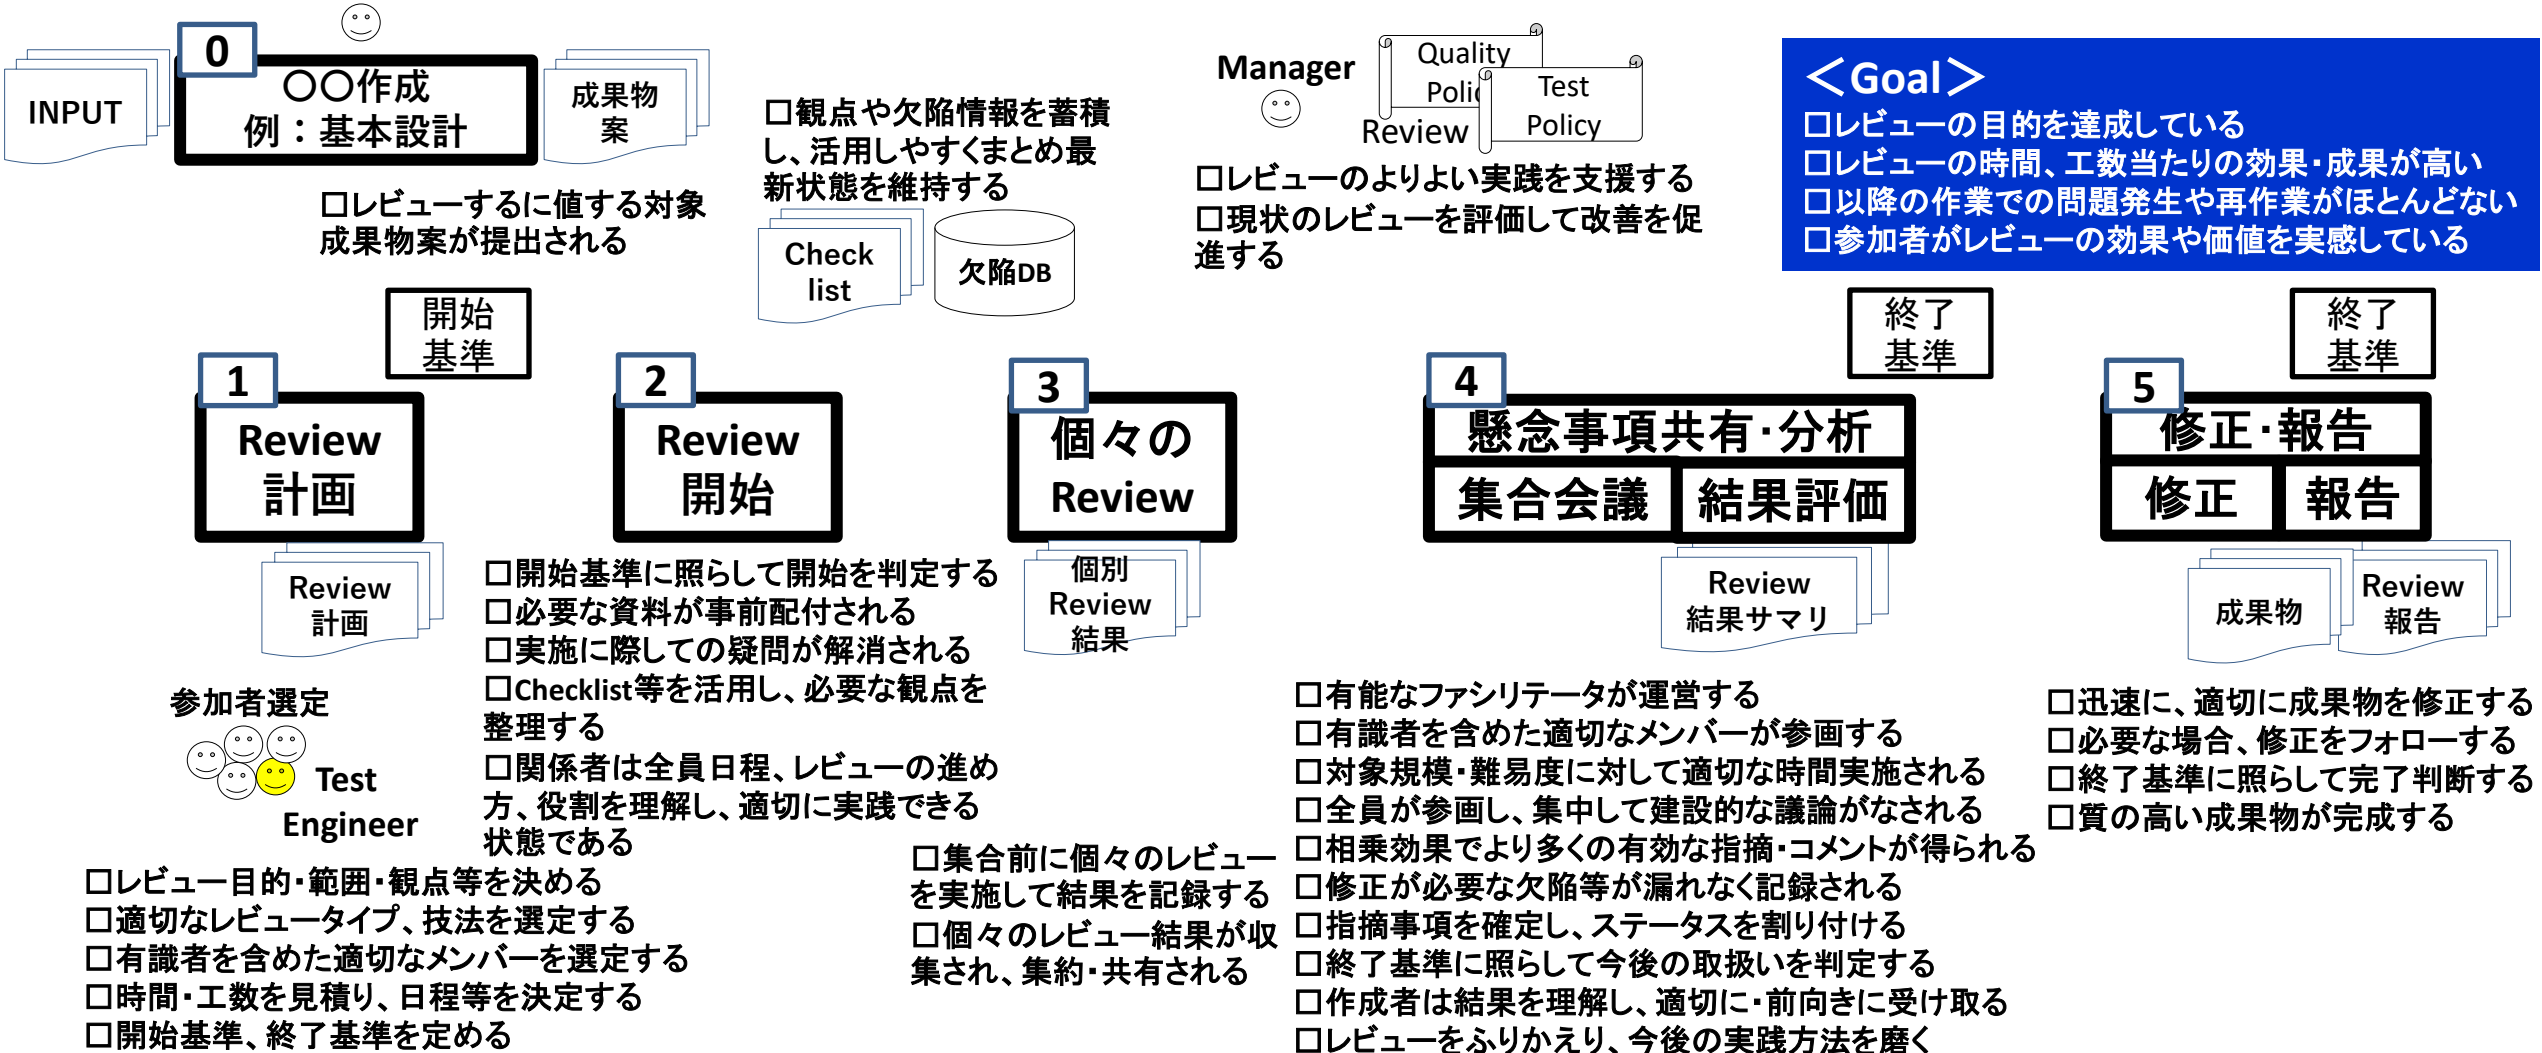 0
INPUT
〇〇作成
例：基本設計
成果物
案
□レビューするに値する対象
成果物案が提出される
□観点や欠陥情報を蓄積
し、活用しやすくまとめ最
新状態を維持する
Check
list
欠陥DB
Manager
Quality
Polic
Test
Policy
Review
□レビューのよりよい実践を支援する
□現状のレビューを評価して改善を促
進する
＜Goal＞
□レビューの目的を達成している
□レビューの時間、工数当たりの効果・成果が高い
□以降の作業での問題発生や再作業がほとんどない
□参加者がレビューの効果や価値を実感している
開始
基準
1
Review
計画
Review
計画
参加者選定
Test
Engineer
□レビュー目的・範囲・観点等を決める
□適切なレビュータイプ、技法を選定する
□有識者を含めた適切なメンバーを選定する
□時間・工数を見積り、日程等を決定する
□開始基準、終了基準を定める
2
Review
開始
□開始基準に照らして開始を判定する
□必要な資料が事前配付される
□実施に際しての疑問が解消される
□Checklist等を活用し、必要な観点を
整理する
□関係者は全員日程、レビューの進め
方、役割を理解し、適切に実践できる
状態である
3
個々の
Review
個別
Review
結果
□集合前に個々のレビュー
を実施して結果を記録する
□個々のレビュー結果が収
集され、集約・共有される
終了
基準
4
懸念事項共有・分析
集合会議
結果評価
Review
結果サマリ
□有能なファシリテータが運営する
□有識者を含めた適切なメンバーが参画する
□対象規模・難易度に対して適切な時間実施される
□全員が参画し、集中して建設的な議論がなされる
□相乗効果でより多くの有効な指摘・コメントが得られる
□修正が必要な欠陥等が漏れなく記録される
□指摘事項を確定し、ステータスを割り付ける
□終了基準に照らして今後の取扱いを判定する
□作成者は結果を理解し、適切に・前向きに受け取る
□レビューをふりかえり、今後の実践方法を磨く
終了
基準
5
修正・報告
修正
報告
成果物
Review
報告
□迅速に、適切に成果物を修正する
□必要な場合、修正をフォローする
□終了基準に照らして完了判断する
□質の高い成果物が完成する